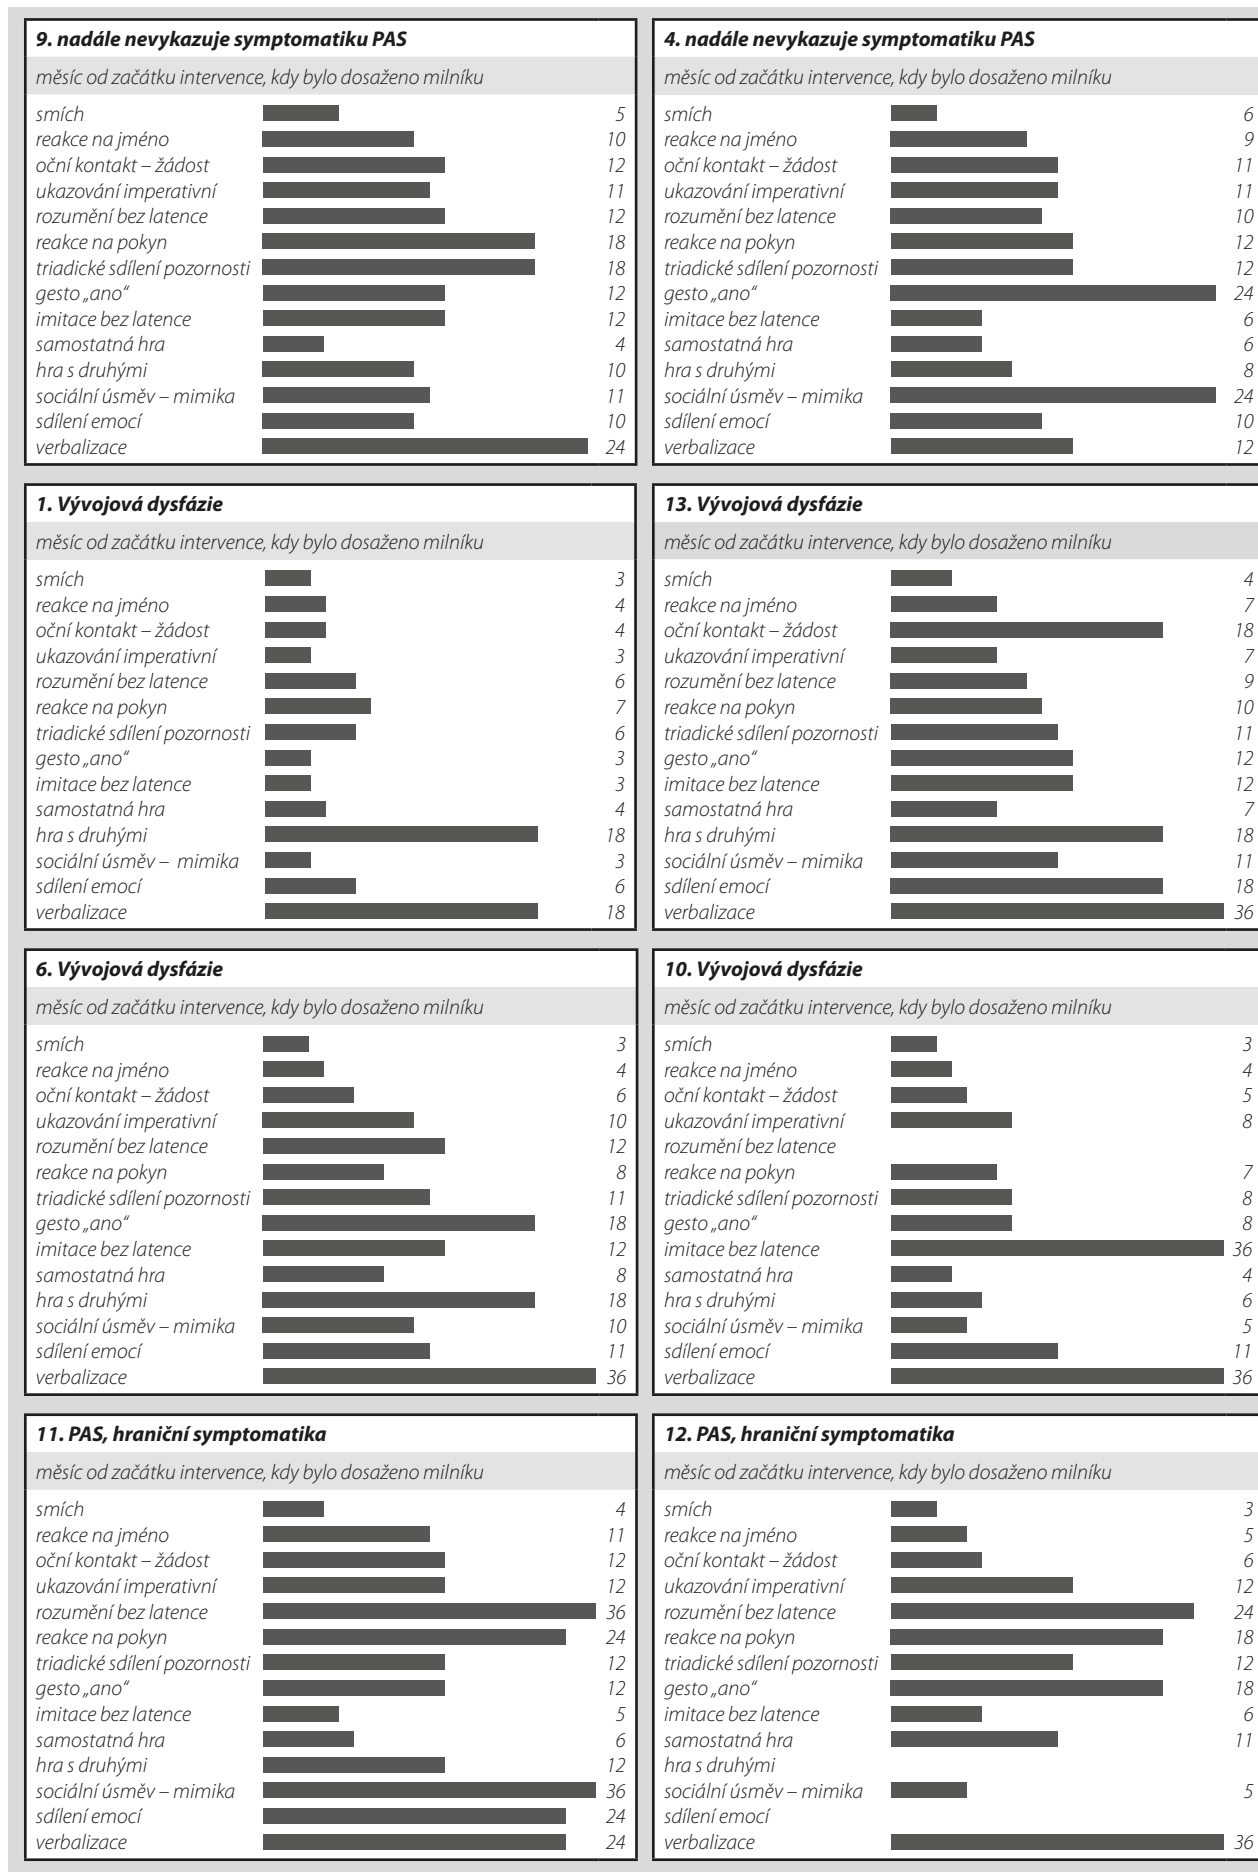 9. nadále nevykazuje symptomatiku PAS
měsíc od začátku intervence, kdy bylo dosaženo milníku
smích 5
reakce na jméno 10
oční kontakt – žádost 12
ukazování imperativní 11
rozumění bez latence 12
reakce na pokyn 18
triadické sdílení pozornosti 18
gesto „ano“ 12
imitace bez latence 12
samostatná hra 4
hra s druhými 10
sociální úsměv – mimika 11
sdílení emocí 10
verbalizace 24
4. nadále nevykazuje symptomatiku PAS
měsíc od začátku intervence, kdy bylo dosaženo milníku
smích 6
reakce na jméno 9
oční kontakt – žádost 11
ukazování imperativní 11
rozumění bez latence 10
reakce na pokyn 12
triadické sdílení pozornosti 12
gesto „ano“ 24
imitace bez latence 6
samostatná hra 6
hra s druhými 8
sociální úsměv – mimika 24
sdílení emocí 10
verbalizace 12
1. Vývojová dysfázie
měsíc od začátku intervence, kdy bylo dosaženo milníku
smích 3
reakce na jméno 4
oční kontakt – žádost 4
ukazování imperativní 3
rozumění bez latence 6
reakce na pokyn 7
triadické sdílení pozornosti 6
gesto „ano“ 3
imitace bez latence 3
samostatná hra 4
hra s druhými 18
sociální úsměv – mimika 3
sdílení emocí 6
verbalizace 18
13. Vývojová dysfázie
měsíc od začátku intervence, kdy bylo dosaženo milníku
smích 4
reakce na jméno 7
oční kontakt – žádost 18
ukazování imperativní 7
rozumění bez latence 9
reakce na pokyn 10
triadické sdílení pozornosti 11
gesto „ano“ 12
imitace bez latence 12
samostatná hra 7
hra s druhými 18
sociální úsměv – mimika 11
sdílení emocí 18
verbalizace 36
6. Vývojová dysfázie
měsíc od začátku intervence, kdy bylo dosaženo milníku
smích 3
reakce na jméno 4
oční kontakt – žádost 6
ukazování imperativní 10
rozumění bez latence 12
reakce na pokyn 8
triadické sdílení pozornosti 11
gesto „ano“ 18
imitace bez latence 12
samostatná hra 8
hra s druhými 18
sociální úsměv – mimika 10
sdílení emocí 11
verbalizace 36
10. Vývojová dysfázie
měsíc od začátku intervence, kdy bylo dosaženo milníku
smích 3
reakce na jméno 4
oční kontakt – žádost 5
ukazování imperativní 8
rozumění bez latence
reakce na pokyn 7
triadické sdílení pozornosti 8
gesto „ano“ 8
imitace bez latence 36
samostatná hra 4
hra s druhými 6
sociální úsměv – mimika 5
sdílení emocí 11
verbalizace 36
11. PAS, hraniční symptomatika
měsíc od začátku intervence, kdy bylo dosaženo milníku
smích 4
reakce na jméno 11
oční kontakt – žádost 12
ukazování imperativní 12
rozumění bez latence 36
reakce na pokyn 24
triadické sdílení pozornosti 12
gesto „ano“ 12
imitace bez latence 5
samostatná hra 6
hra s druhými 12
sociální úsměv – mimika 36
sdílení emocí 24
verbalizace 24
12. PAS, hraniční symptomatika
měsíc od začátku intervence, kdy bylo dosaženo milníku
smích 3
reakce na jméno 5
oční kontakt – žádost 6
ukazování imperativní 12
rozumění bez latence 24
reakce na pokyn 18
triadické sdílení pozornosti 12
gesto „ano“ 18
imitace bez latence 6
samostatná hra 11
hra s druhými
sociální úsměv – mimika 5
sdílení emocí
verbalizace 36